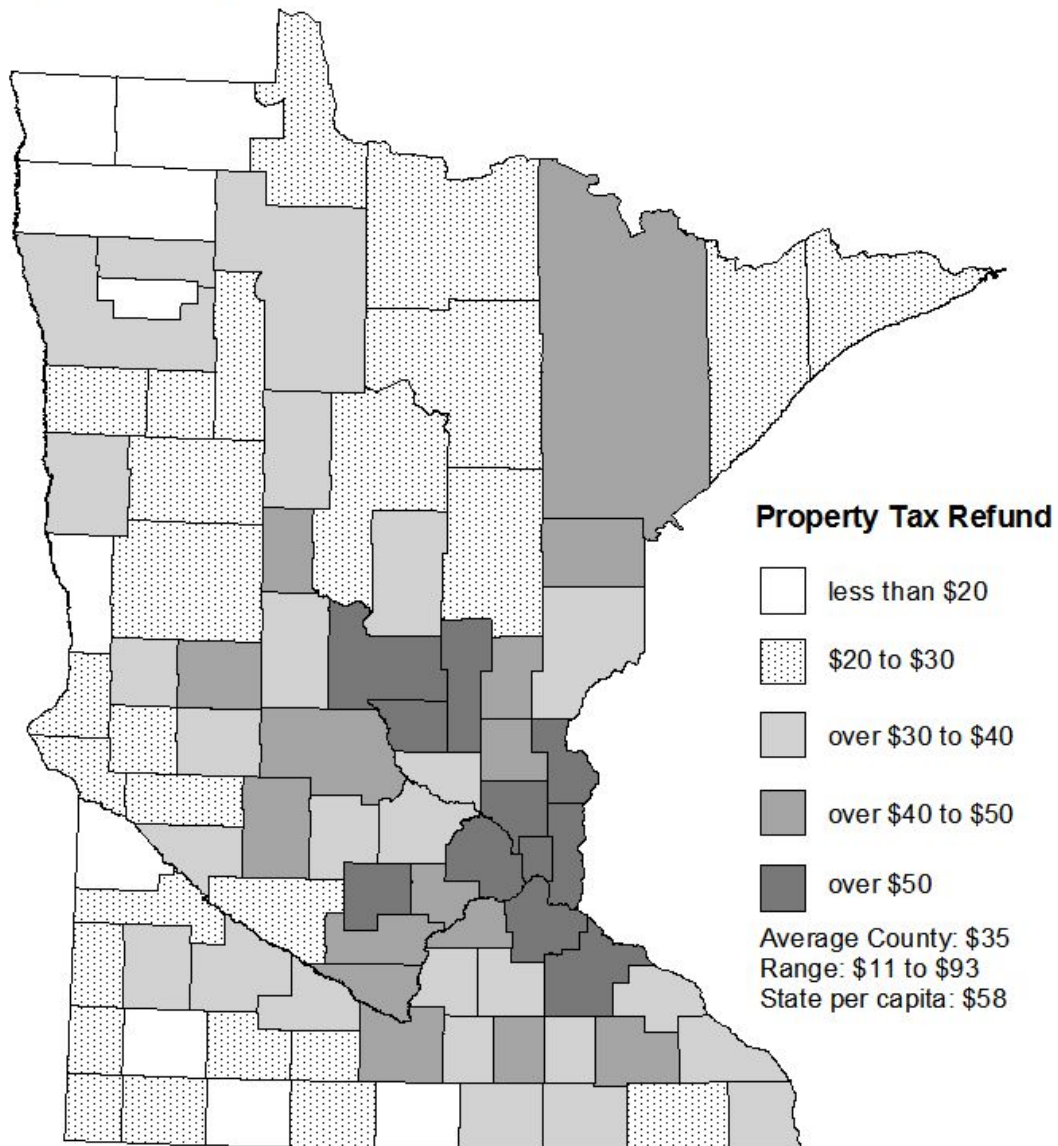 Property Tax Refund
less than $20
$20 to $30
over $30 to $40
over $40 to $50
over $50
Average County: $35
Range: $11 to $93
State per capita: $58